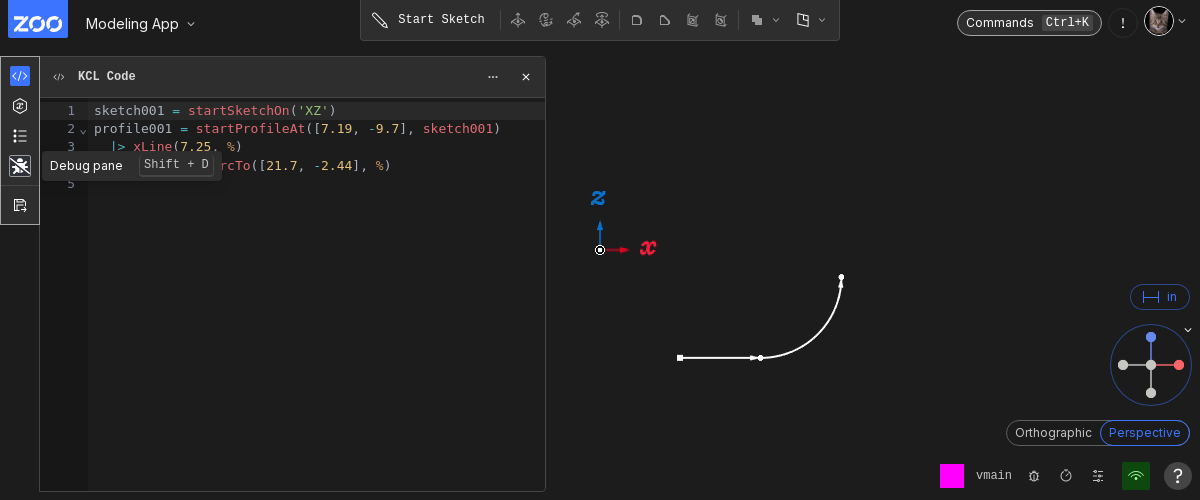 ZOO
Modeling App
Start Sketch
Commands Ctrl+K
!
KCL Code
1 sketch001 = startSketchOn('XZ')
2 profile001 = startProfileAt([7.19, -9.7], sketch001)
3 |> xLine(7.25, %)
rcTo([21.7, -2.44], %)
5
Debug pane Shift + D
z
x
in
Orthographic Perspective
vmain
?